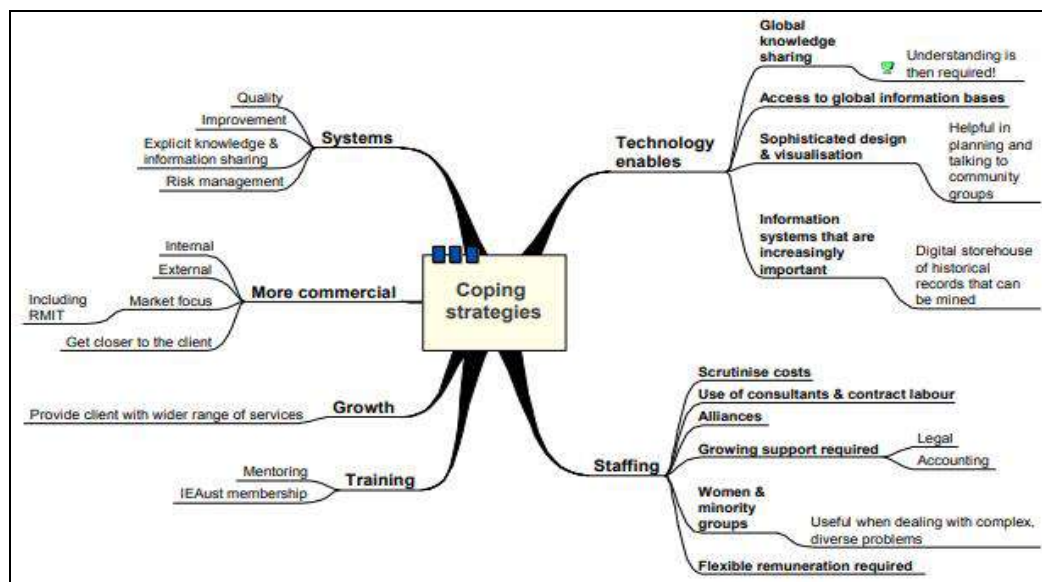 Coping
strategies
Technology
enables
Global
knowledge
sharing
Understanding is
then required!
Access to global information bases
Sophisticated design
& visualisation
Helpful in
planning and
talking to
community
groups
Information
systems that are
increasingly
important
Digital storehouse
of historical
records that can
be mined
Staffing
Scrutinise costs
Use of consultants & contract labour
Alliances
Growing support required
Legal
Accounting
Women &
minority
groups
Useful when dealing with complex,
diverse problems
Flexible remuneration required
Systems
Quality
Improvement
Explicit knowledge &
information sharing
Risk management
More commercial
Internal
External
Market focus
Including
RMIT
Get closer to the client
Growth
Provide client with wider range of services
Training
Mentoring
IEAust membership